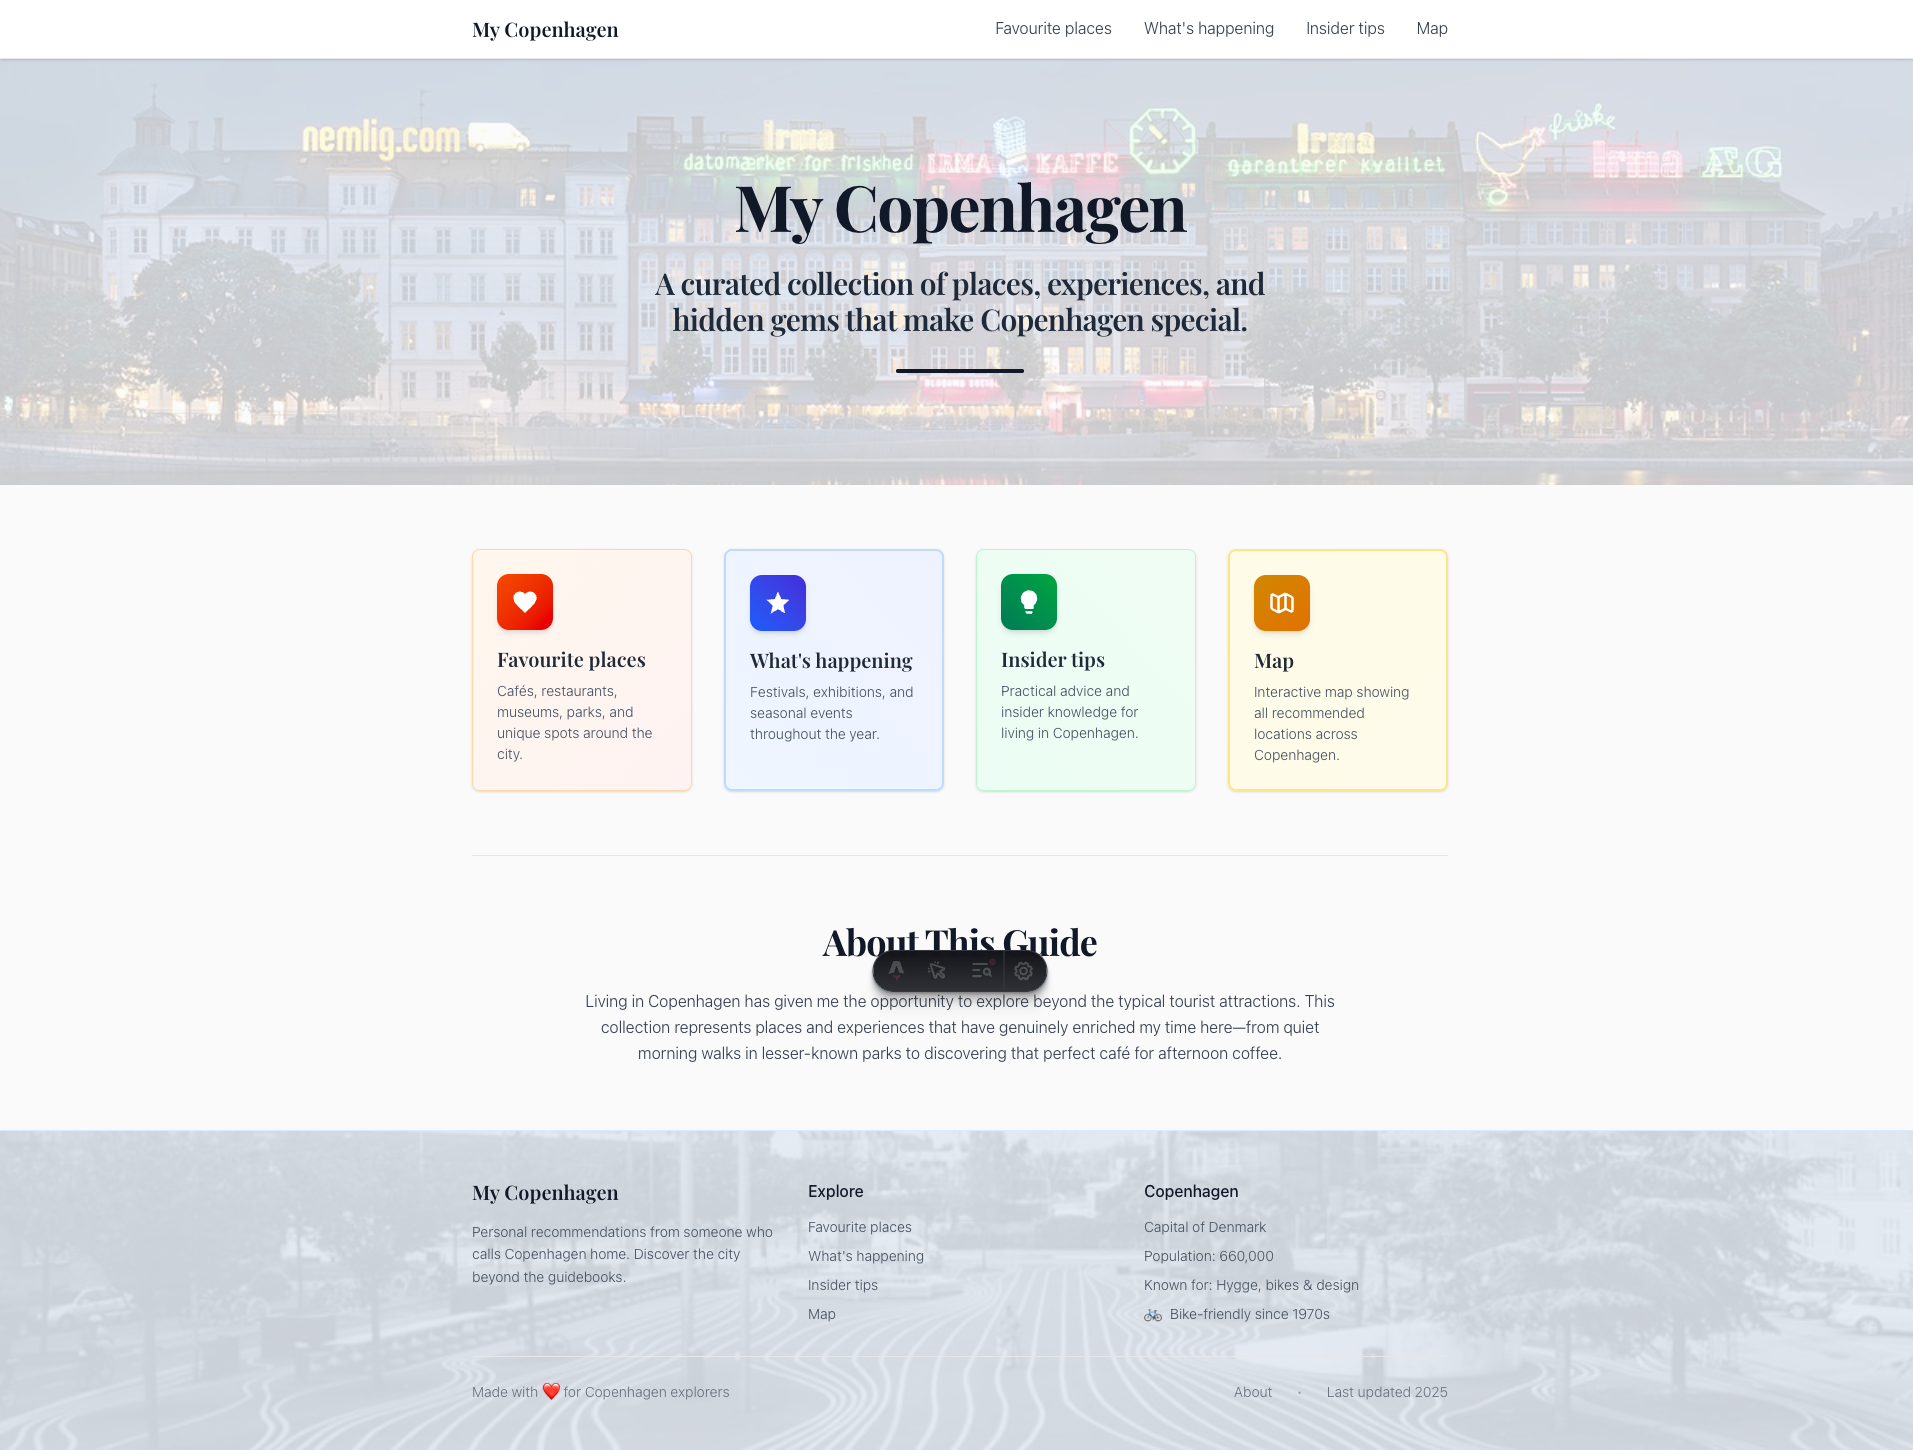 My Copenhagen
Favourite places
What's happening
Insider tips
Map
nemlig.com
Irma
datomærker for friskhed
IRMA KAFFE
Irma
garanterer kvalitet
friske
Irma ÆG
My Copenhagen
A curated collection of places, experiences, and
hidden gems that make Copenhagen special.
Favourite places
Cafés, restaurants,
museums, parks, and
unique spots around the
city.
What's happening
Festivals, exhibitions, and
seasonal events
throughout the year.
Insider tips
Practical advice and
insider knowledge for
living in Copenhagen.
Map
Interactive map showing
all recommended
locations across
Copenhagen.
About This Guide
Living in Copenhagen has given me the opportunity to explore beyond the typical tourist attractions. This
collection represents places and experiences that have genuinely enriched my time here—from quiet
morning walks in lesser-known parks to discovering that perfect café for afternoon coffee.
My Copenhagen
Personal recommendations from someone who
calls Copenhagen home. Discover the city
beyond the guidebooks.
Explore
Favourite places
What's happening
Insider tips
Map
Copenhagen
Capital of Denmark
Population: 660,000
Known for: Hygge, bikes & design
🚲 Bike-friendly since 1970s
Made with ❤️ for Copenhagen explorers
About · Last updated 2025